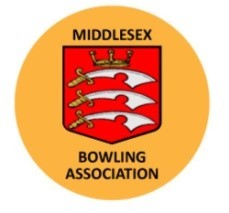 MIDDLESEX
BOWLING
ASSOCIATION